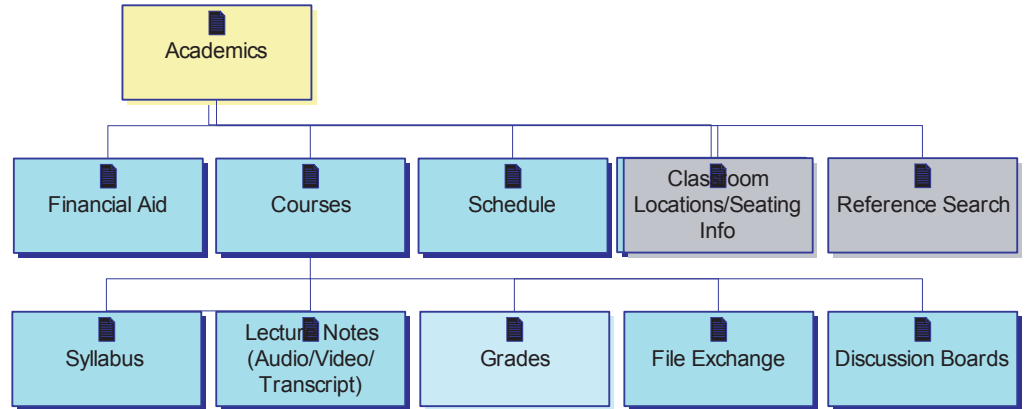 Academics
Financial Aid
Courses
Schedule
Classroom
Locations/Seating
Info
Reference Search
Syllabus
Lecture Notes
(Audio/Video/
Transcript)
Grades
File Exchange
Discussion Boards